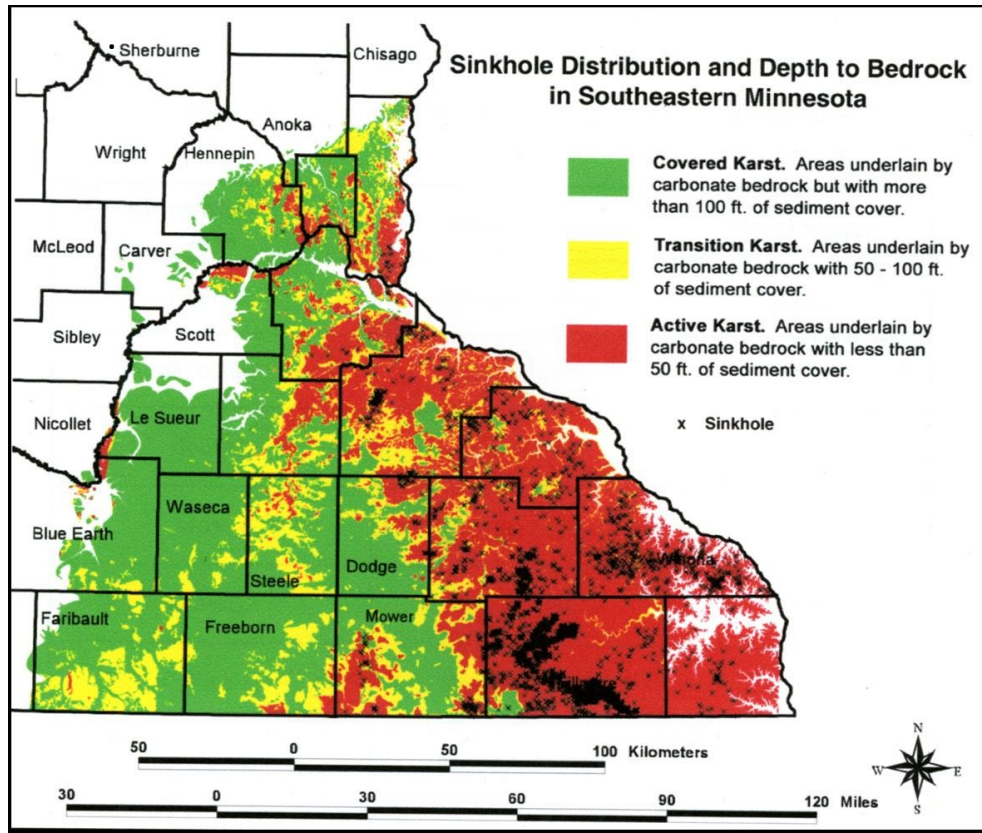 Sherburne
Chisago
Sinkhole Distribution and Depth to Bedrock
in Southeastern Minnesota
Anoka
Wright
Hennepin
Covered Karst. Areas underlain by
carbonate bedrock but with more
than 100 ft. of sediment cover.
McLeod
Carver
Transition Karst. Areas underlain by
carbonate bedrock with 50 - 100 ft.
of sediment cover.
Sibley
Scott
Active Karst. Areas underlain by
carbonate bedrock with less than
50 ft. of sediment cover.
Nicollet
Le Sueur
x Sinkhole
Waseca
Blue Earth
Steele
Dodge
Winona
Faribault
Freeborn
Mower
50 0 50 100 Kilometers
30 0 30 60 90 120 Miles
N
W E
S